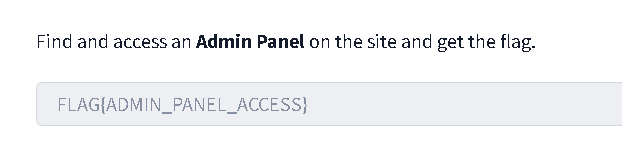 Find and access an Admin Panel on the site and get the flag.
FLAG{ADMIN_PANEL_ACCESS}